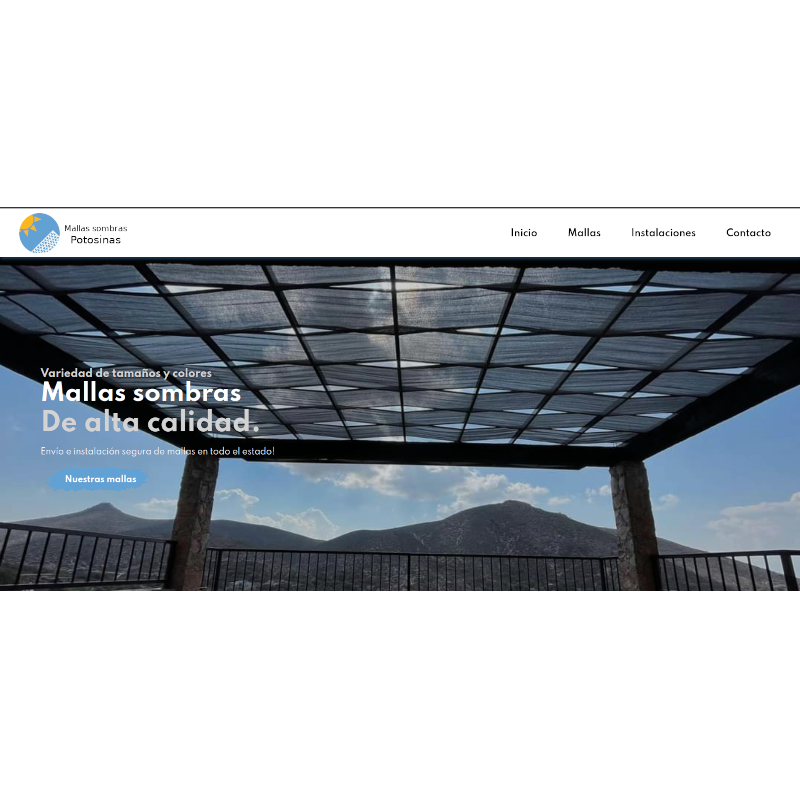 Mallas sombras
Potosinas
Inicio
Mallas
Instalaciones
Contacto
Variedad de tamaños y colores
Mallas sombras
De alta calidad.
Envío e instalación segura de mallas en todo el estado!
Nuestras mallas